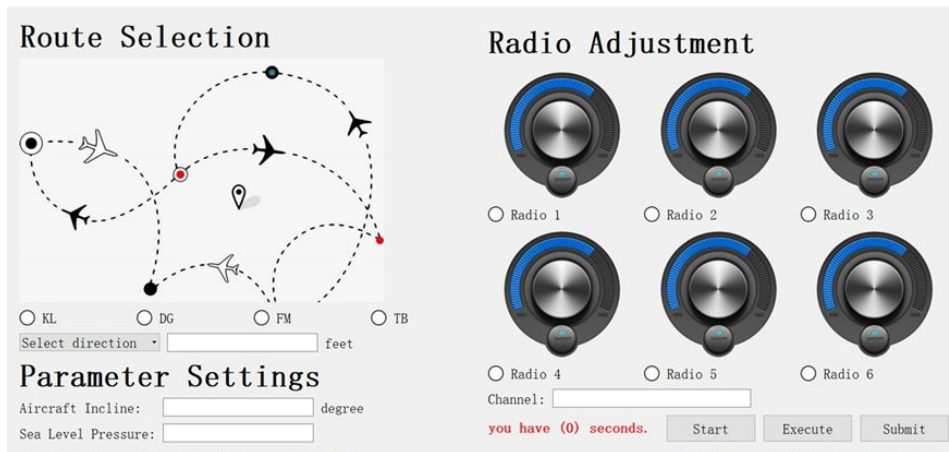 Route Selection
KL DG FM TB
Select direction feet
Parameter Settings
Aircraft Incline: degree
Sea Level Pressure:
Radio Adjustment
Radio 1 Radio 2 Radio 3
Radio 4 Radio 5 Radio 6
Channel:
you have (0) seconds. Start Execute Submit